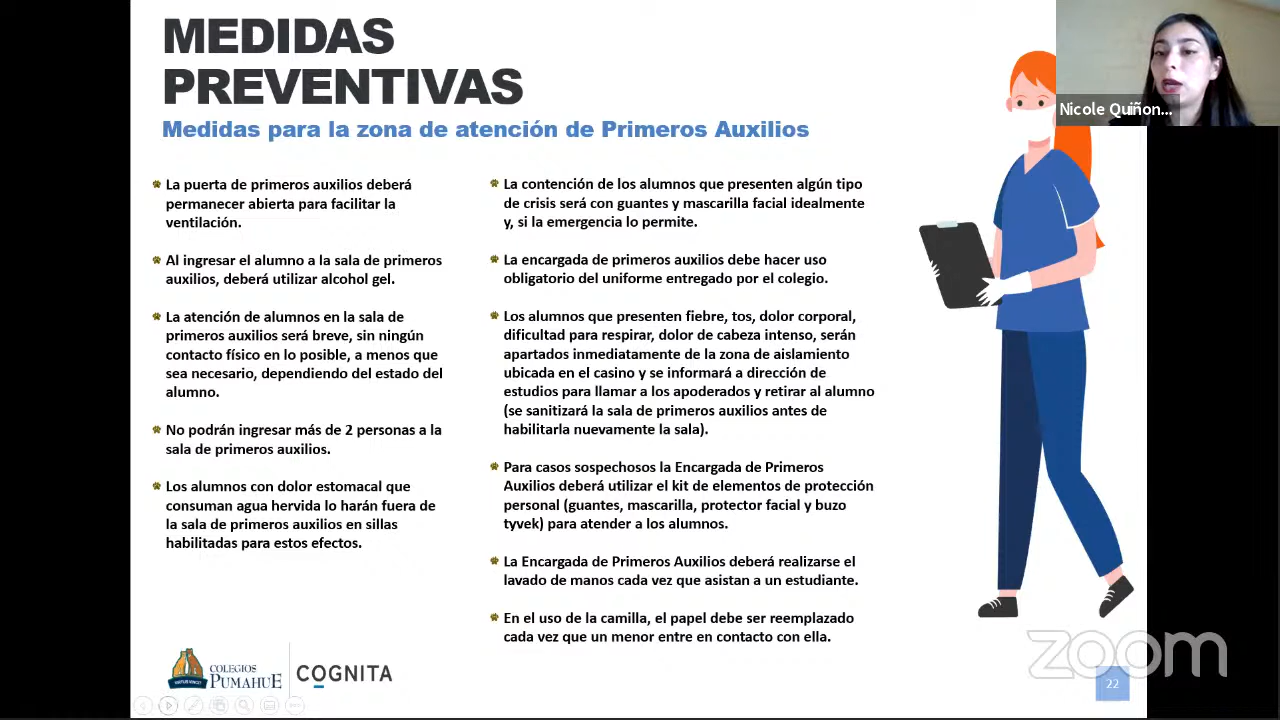 MEDIDAS
PREVENTIVAS
Medidas para la zona de atención de Primeros Auxilios
La puerta de primeros auxilios deberá
permanecer abierta para facilitar la
ventilación.
Al ingresar el alumno a la sala de primeros
auxilios, deberá utilizar alcohol gel.
La atención de alumnos en la sala de
primeros auxilios será breve, sin ningún
contacto físico en lo posible, a menos que
sea necesario, dependiendo del estado del
alumno.
No podrán ingresar más de 2 personas a la
sala de primeros auxilios.
Los alumnos con dolor estomacal que
consuman agua hervida lo harán fuera de
la sala de primeros auxilios en sillas
habilitadas para estos efectos.
La contención de los alumnos que presenten algún tipo
de crisis será con guantes y mascarilla facial idealmente
y, si la emergencia lo permite.
La encargada de primeros auxilios debe hacer uso
obligatorio del uniforme entregado por el colegio.
Los alumnos que presenten fiebre, tos, dolor corporal,
dificultad para respirar, dolor de cabeza intenso, serán
apartados inmediatamente de la zona de aislamiento
ubicada en el casino y se informará a dirección de
estudios para llamar a los apoderados y retirar al alumno
(se sanitizará la sala de primeros auxilios antes de
habilitarla nuevamente la sala).
Para casos sospechosos la Encargada de Primeros
Auxilios deberá utilizar el kit de elementos de protección
personal (guantes, mascarilla, protector facial y buzo
tyvek) para atender a los alumnos.
La Encargada de Primeros Auxilios deberá realizarse el
lavado de manos cada vez que asistan a un estudiante.
En el uso de la camilla, el papel debe ser reemplazado
cada vez que un menor entre en contacto con ella.
Nicole Quiñon...
COLEGIOS
PUMAHUE
COGNITA
zoom
22